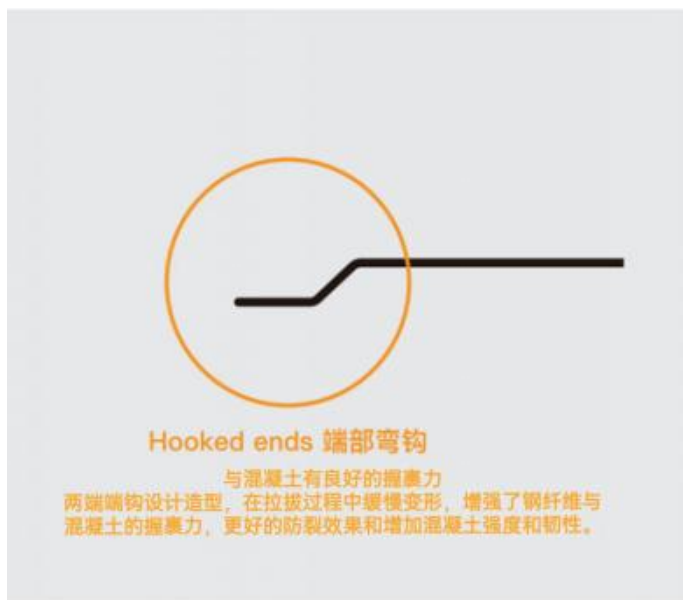 Hooked ends 端部弯钩
与混凝土有良好的握裹力
两端端钩设计造型，在拉拔过程中缓慢变形，增强了钢纤维与
混凝土的握裹力，更好的防裂效果和增加混凝土强度和韧性。